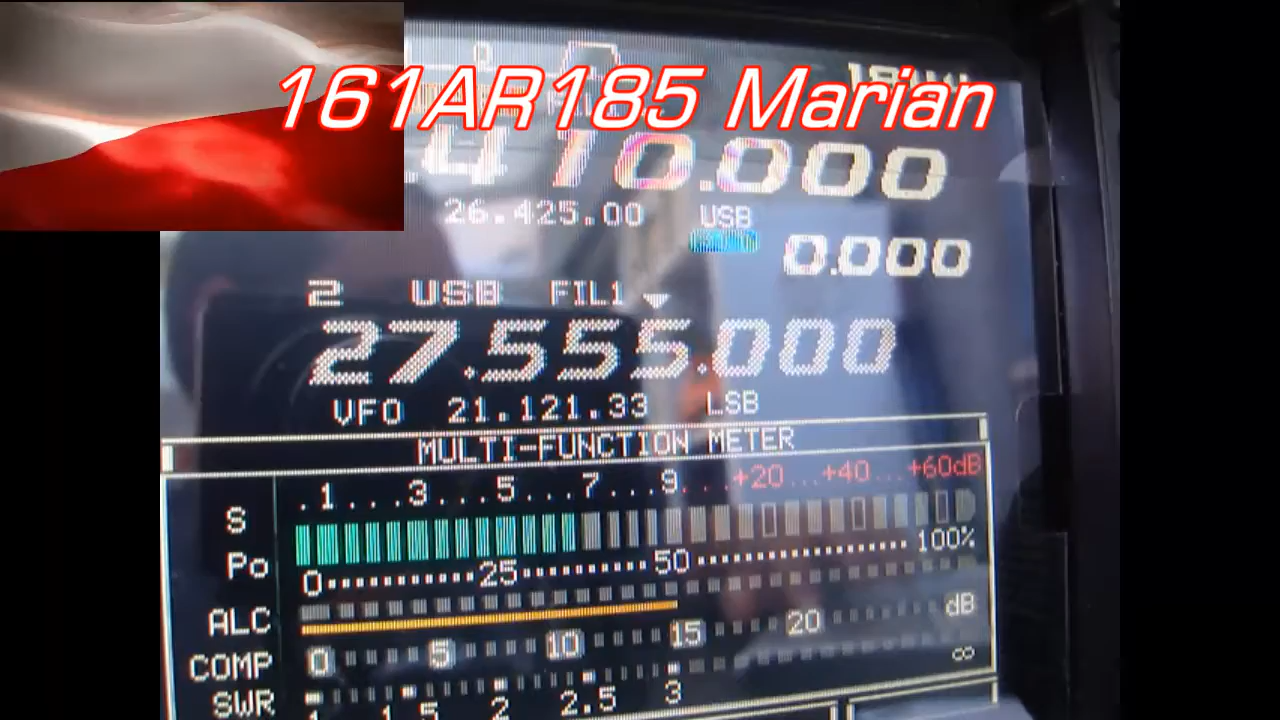 161AR185 Marian
.410.000
26.425.00 USB
0.000
2 USB FIL1
27.555.000
VFO 21.121.33 LSB
MULTI-FUNCTION METER
S .1...3...5...7...9...+20...+40...+60dB
Po 0 25 50 100%
ALC
COMP 0 5 10 15 20 dB
SWR 1 1.5 2 2.5 3 ∞